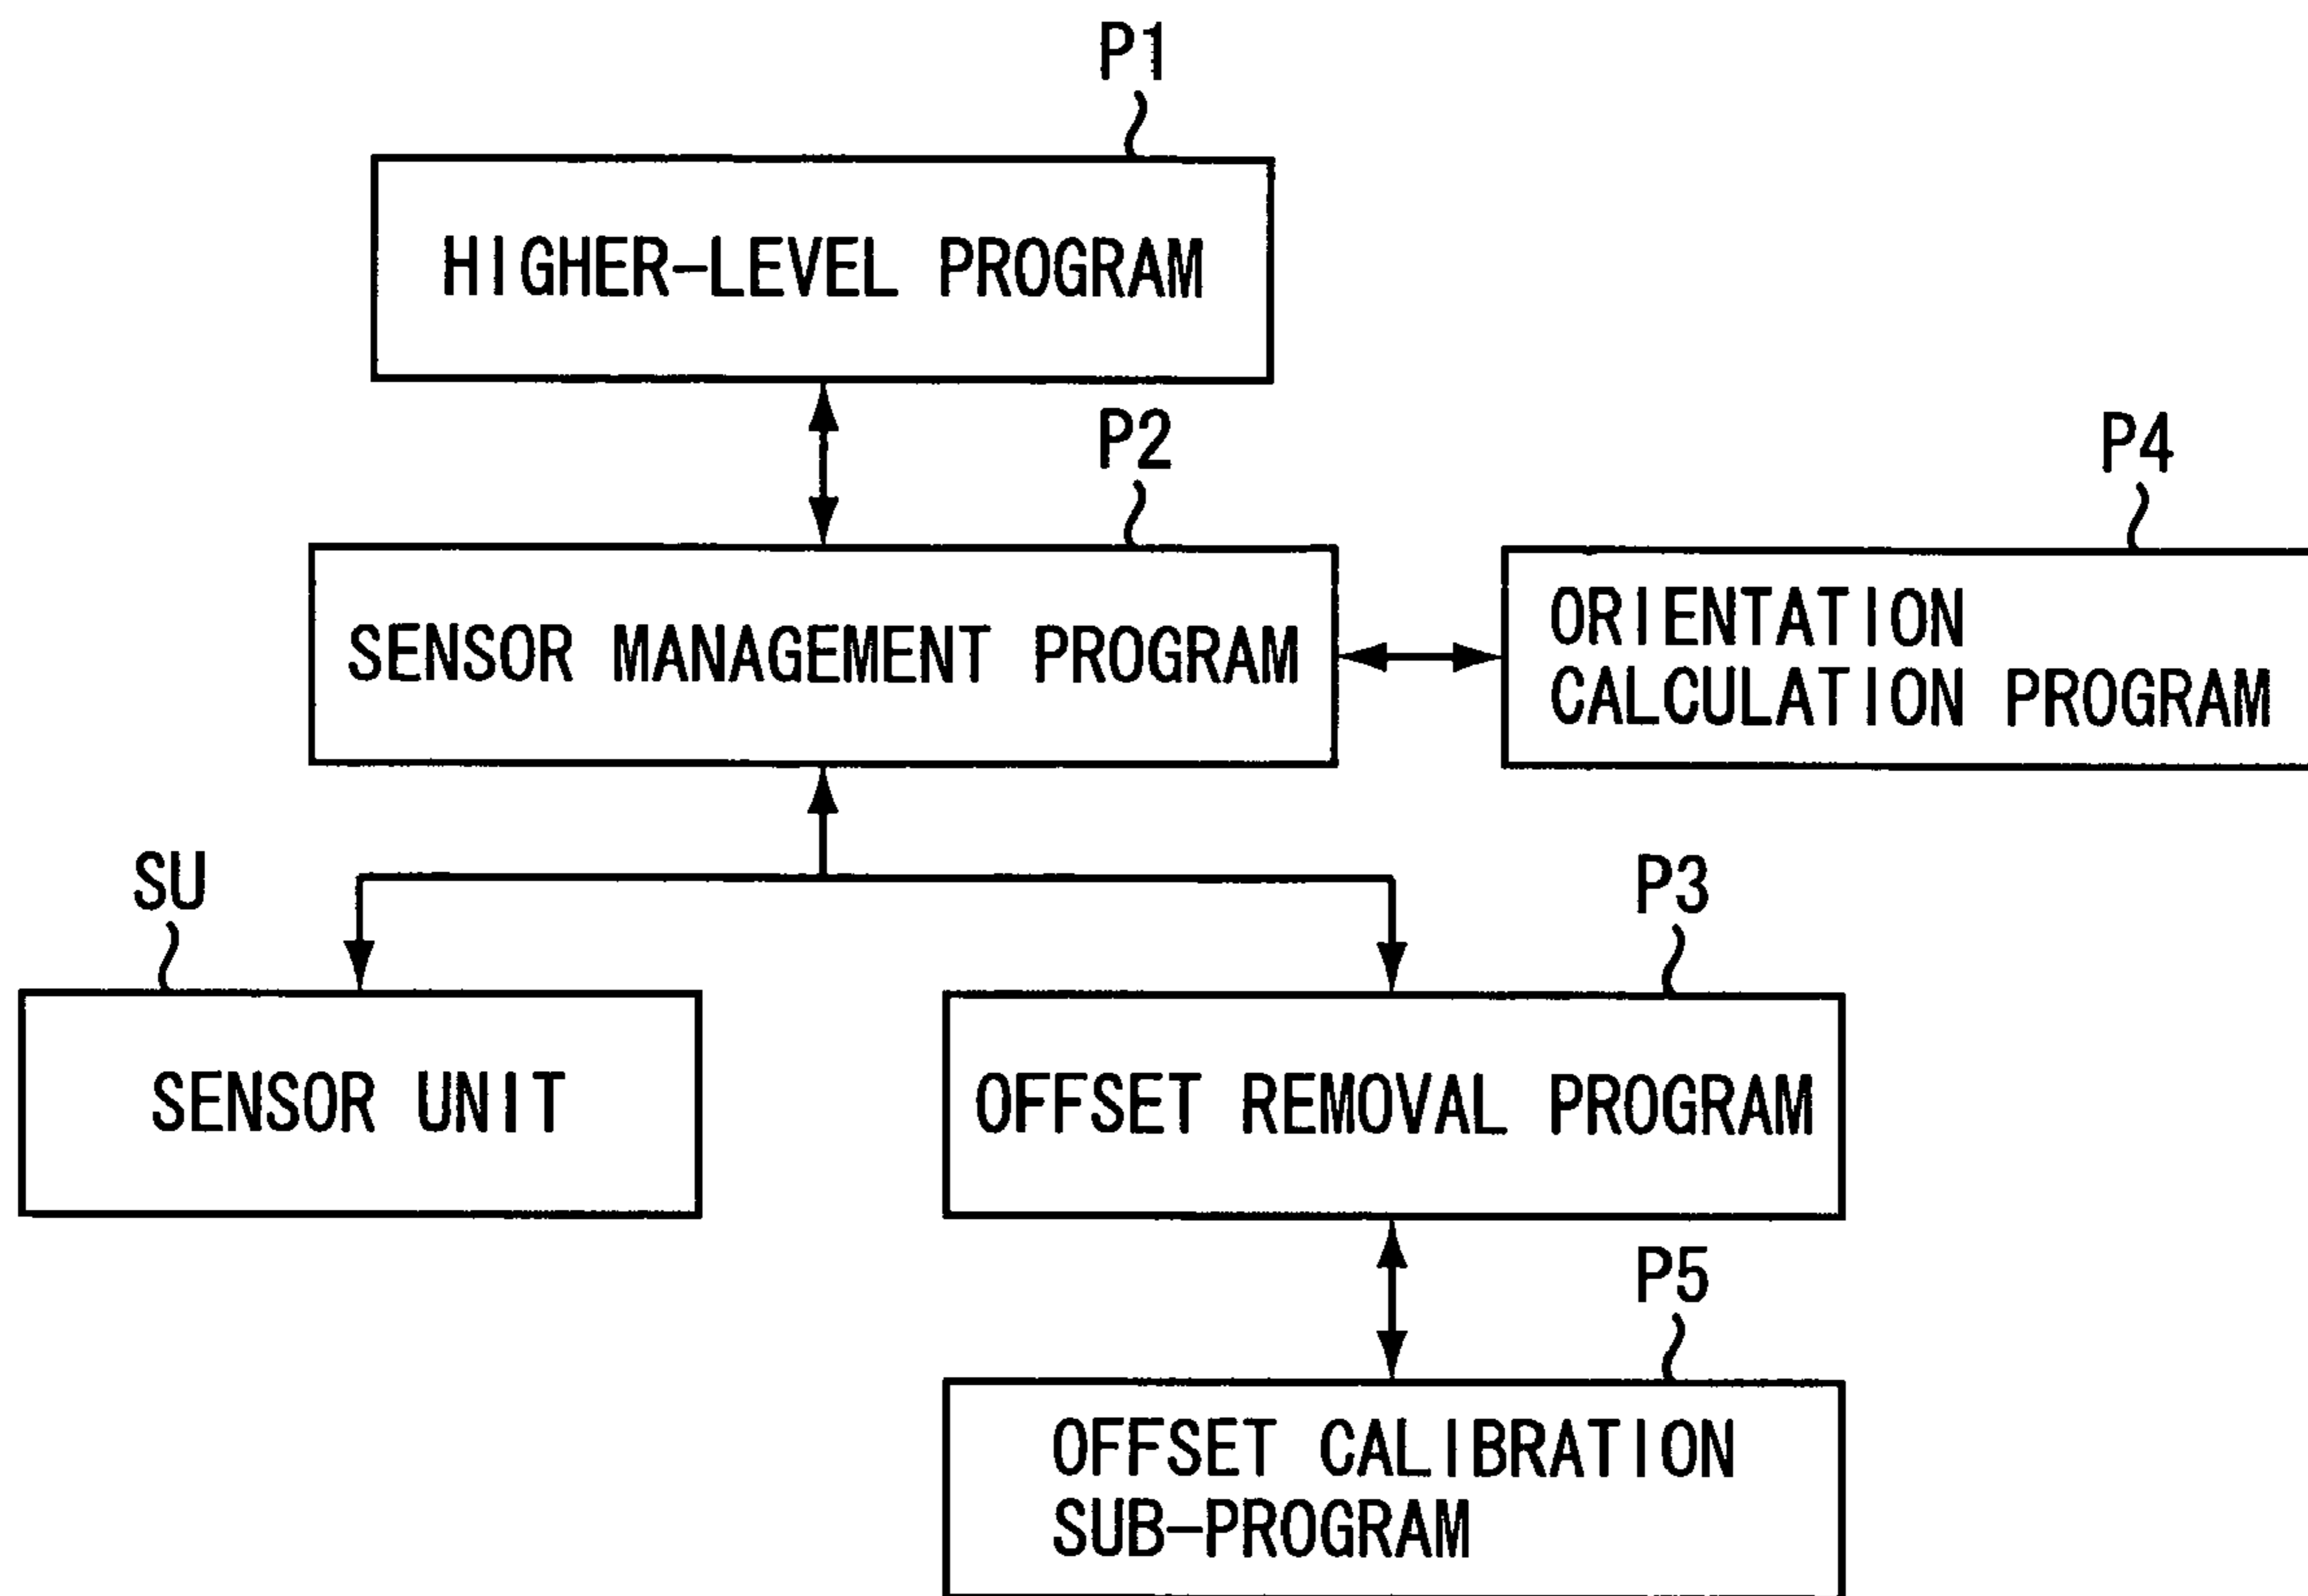 P1
HIGHER-LEVEL PROGRAM
P2
SENSOR MANAGEMENT PROGRAM
P4
ORIENTATION
CALCULATION PROGRAM
SU
SENSOR UNIT
P3
OFFSET REMOVAL PROGRAM
P5
OFFSET CALIBRATION
SUB-PROGRAM